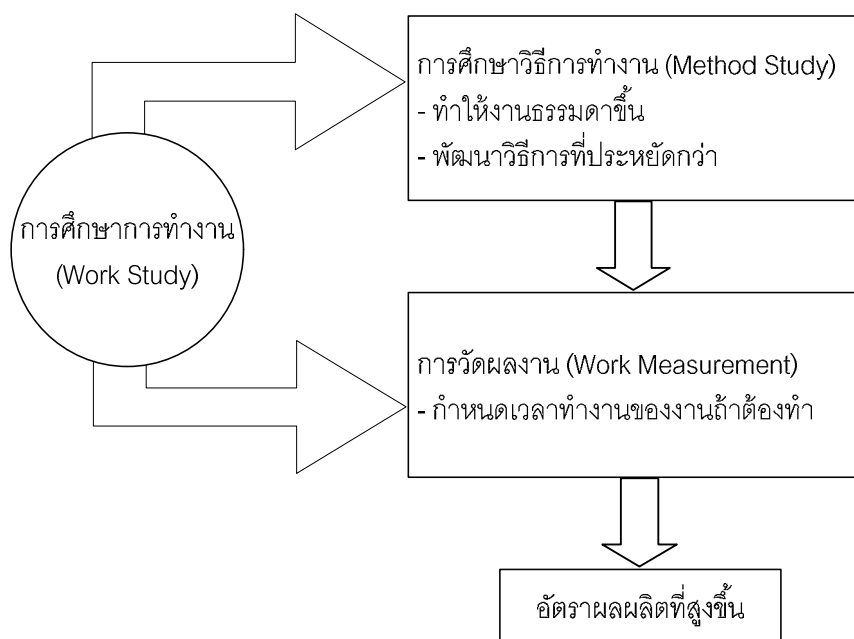 การศึกษาการทำงาน
(Work Study)
การศึกษาวิธีการทำงาน (Method Study)
- ทำให้งานธรรมดาขึ้น
- พัฒนาวิธีการที่ประหยัดกว่า
การวัดผลงาน (Work Measurement)
- กำหนดเวลาทำงานของงานถ้าต้องทำ
อัตราผลผลิตที่สูงขึ้น